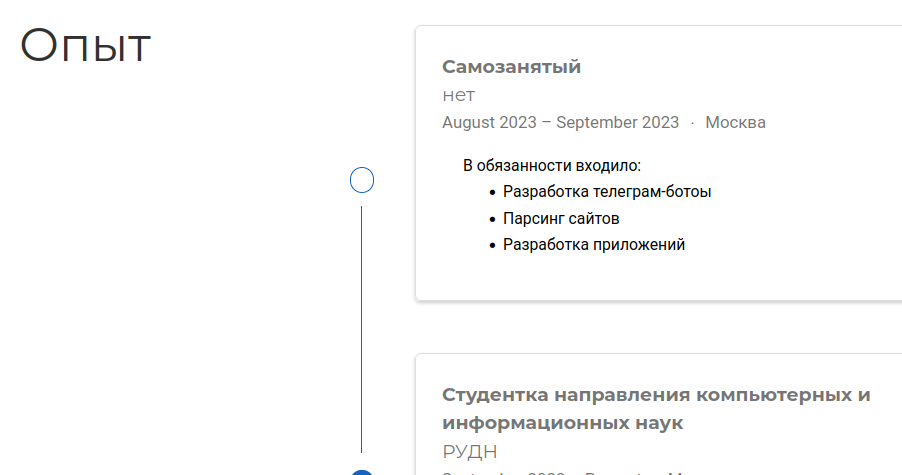 Опыт
Самозанятый
нет
August 2023 – September 2023 · Москва
В обязанности входило:
• Разработка телеграм-ботоы
• Парсинг сайтов
• Разработка приложений
Студентка направления компьютерных и
информационных наук
РУДН